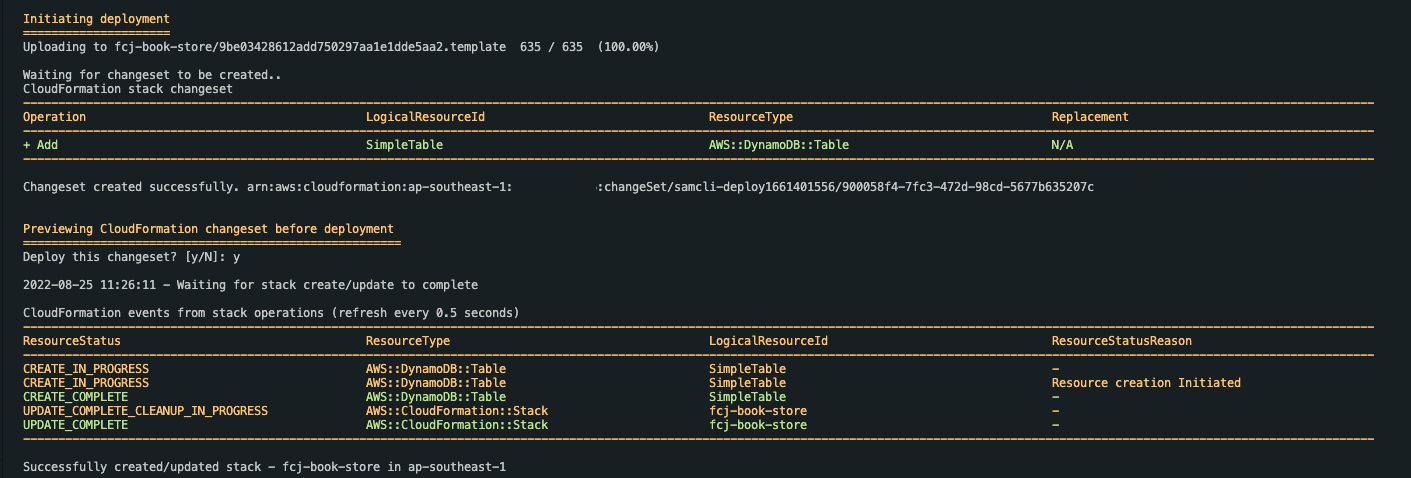 Initiating deployment
=====================
Uploading to fcj-book-store/9be03428612add750297aa1e1dde5aa2.template  635 / 635  (100.00%)
Waiting for changeset to be created..
CloudFormation stack changeset
Operation LogicalResourceId ResourceType Replacement
+ Add SimpleTable AWS::DynamoDB::Table N/A
Changeset created successfully. arn:aws:cloudformation:ap-southeast-1: :changeSet/samcli-deploy1661401556/900058f4-7fc3-472d-98cd-5677b635207c
Previewing CloudFormation changeset before deployment
======================================================
Deploy this changeset? [y/N]: y
2022-08-25 11:26:11 - Waiting for stack create/update to complete
CloudFormation events from stack operations (refresh every 0.5 seconds)
ResourceStatus ResourceType LogicalResourceId ResourceStatusReason
CREATE_IN_PROGRESS AWS::DynamoDB::Table SimpleTable -
CREATE_IN_PROGRESS AWS::DynamoDB::Table SimpleTable Resource creation Initiated
CREATE_COMPLETE AWS::DynamoDB::Table SimpleTable -
UPDATE_COMPLETE_CLEANUP_IN_PROGRESS AWS::CloudFormation::Stack fcj-book-store -
UPDATE_COMPLETE AWS::CloudFormation::Stack fcj-book-store -
Successfully created/updated stack - fcj-book-store in ap-southeast-1